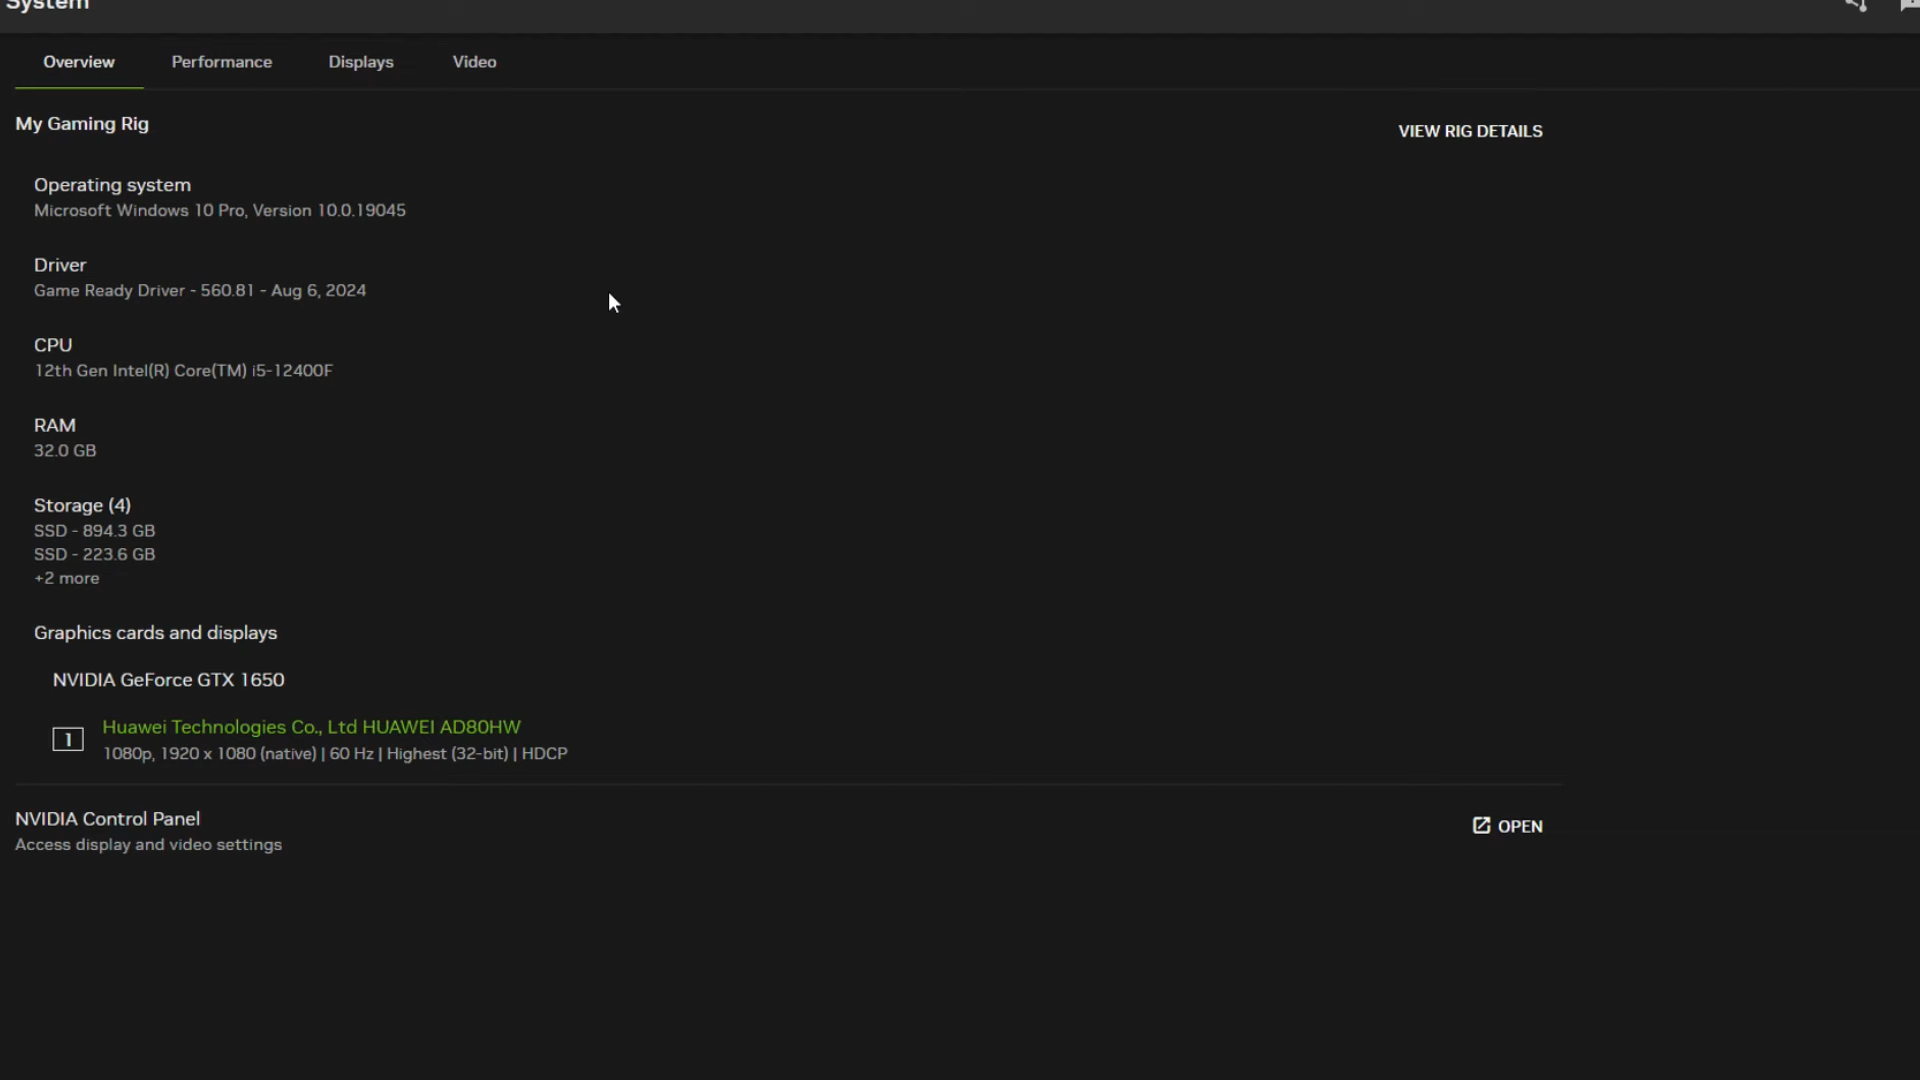 System
Overview
Performance
Displays
Video
My Gaming Rig
VIEW RIG DETAILS
Operating system
Microsoft Windows 10 Pro, Version 10.0.19045
Driver
Game Ready Driver - 560.81 - Aug 6, 2024
CPU
12th Gen Intel(R) Core(TM) i5-12400F
RAM
32.0 GB
Storage (4)
SSD - 894.3 GB
SSD - 223.6 GB
+2 more
Graphics cards and displays
NVIDIA GeForce GTX 1650
1
Huawei Technologies Co., Ltd HUAWEI AD80HW
1080p, 1920 x 1080 (native) | 60 Hz | Highest (32-bit) | HDCP
NVIDIA Control Panel
OPEN
Access display and video settings